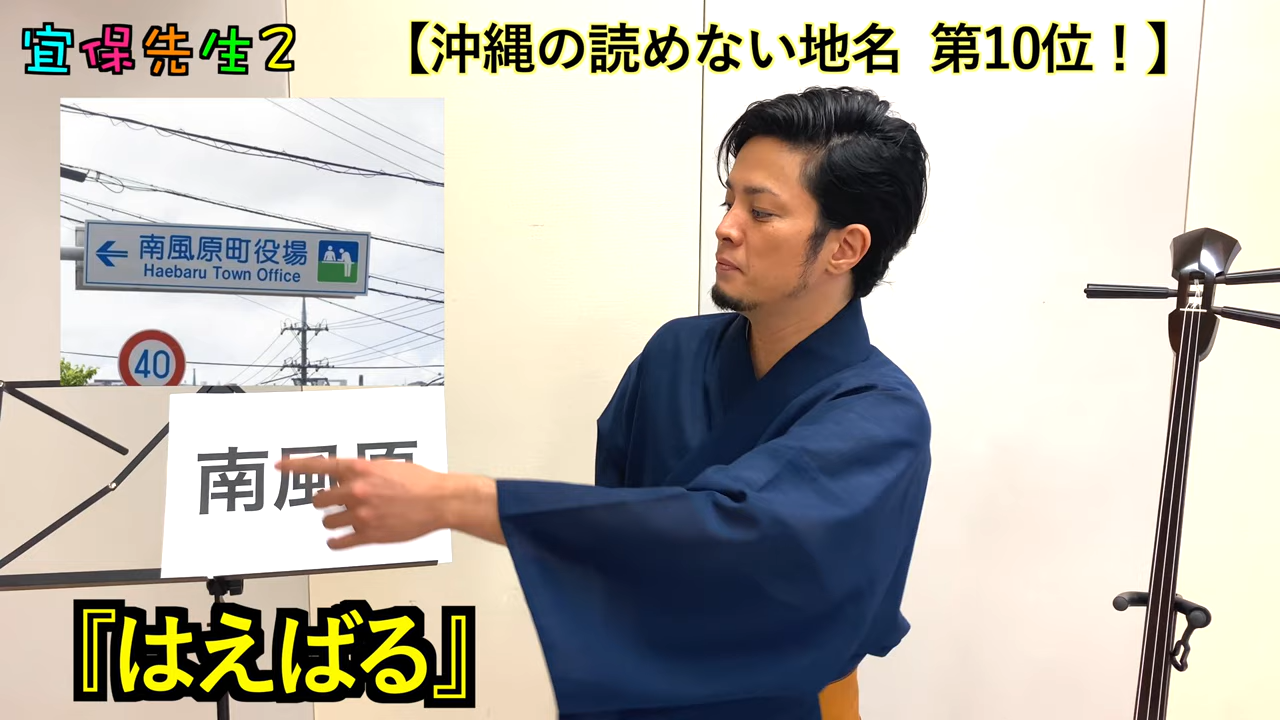 宜保先生2
【沖縄の読めない地名 第10位！】
南風原町役場
Haebaru Town Office
40
南風原
『はえばる』